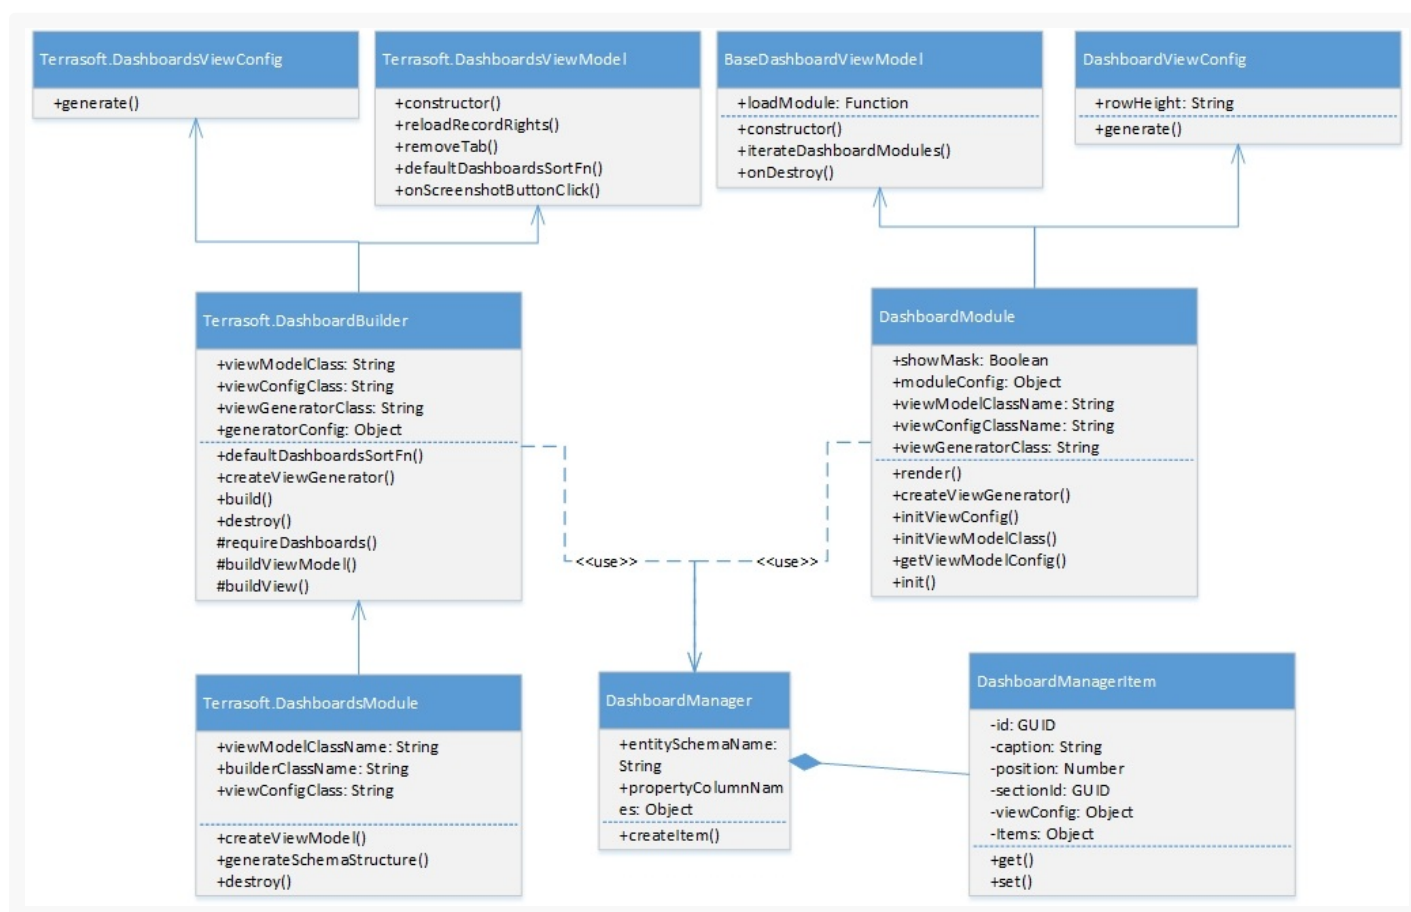 Terrasoft.DashboardsViewConfig
+generate()
Terrasoft.DashboardsViewModel
+constructor()
+reloadRecordRights()
+removeTab()
+defaultDashboardsSortFn()
+onScreenshotButtonClick()
BaseDashboardViewModel
+loadModule: Function
+constructor()
+iterateDashboardModules()
+onDestroy()
DashboardViewConfig
+rowHeight: String
+generate()
Terrasoft.DashboardBuilder
+viewModelClass: String
+viewConfigClass: String
+viewGeneratorClass: String
+generatorConfig: Object
+defaultDashboardsSortFn()
+createViewGenerator()
+build()
+destroy()
#requireDashboards()
#buildViewModel()
#buildView()
DashboardModule
+showMask: Boolean
+moduleConfig: Object
+viewModelClassName: String
+viewConfigClassName: String
+viewGeneratorClass: String
+render()
+createViewGenerator()
+initViewConfig()
+initViewModelClass()
+getViewModelConfig()
+init()
<<use>>
<<use>>
Terrasoft.DashboardsModule
+viewModelClassName: String
+builderClassName: String
+viewConfigClass: String
+createViewModel()
+generateSchemaStructure()
+destroy()
DashboardManager
+entitySchemaName:
String
+propertyColumnNam
es: Object
+createItem()
DashboardManagerItem
-id: GUID
-caption: String
-position: Number
-sectionId: GUID
-viewConfig: Object
-Items: Object
+get()
+set()